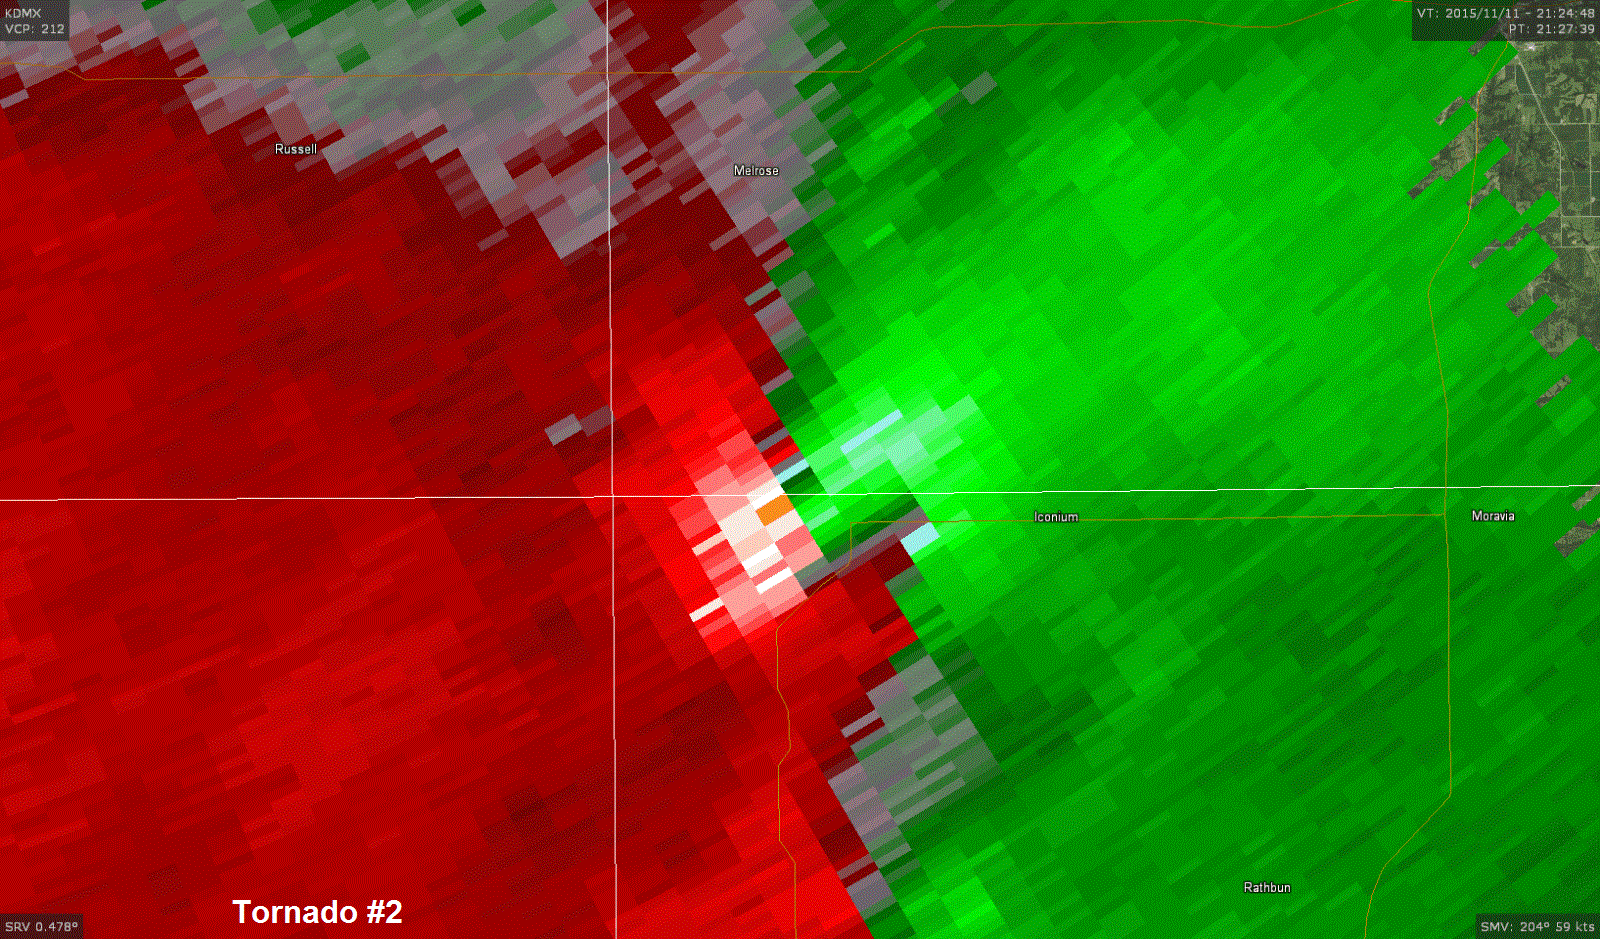 KDMX
VCP: 212
VT: 2015/11/11 - 21:24:48
PT: 21:27:39
Russell
Melrose
Iconium
Moravia
Rathbun
Tornado #2
SRV 0.478°
SMV: 204° 59 kts